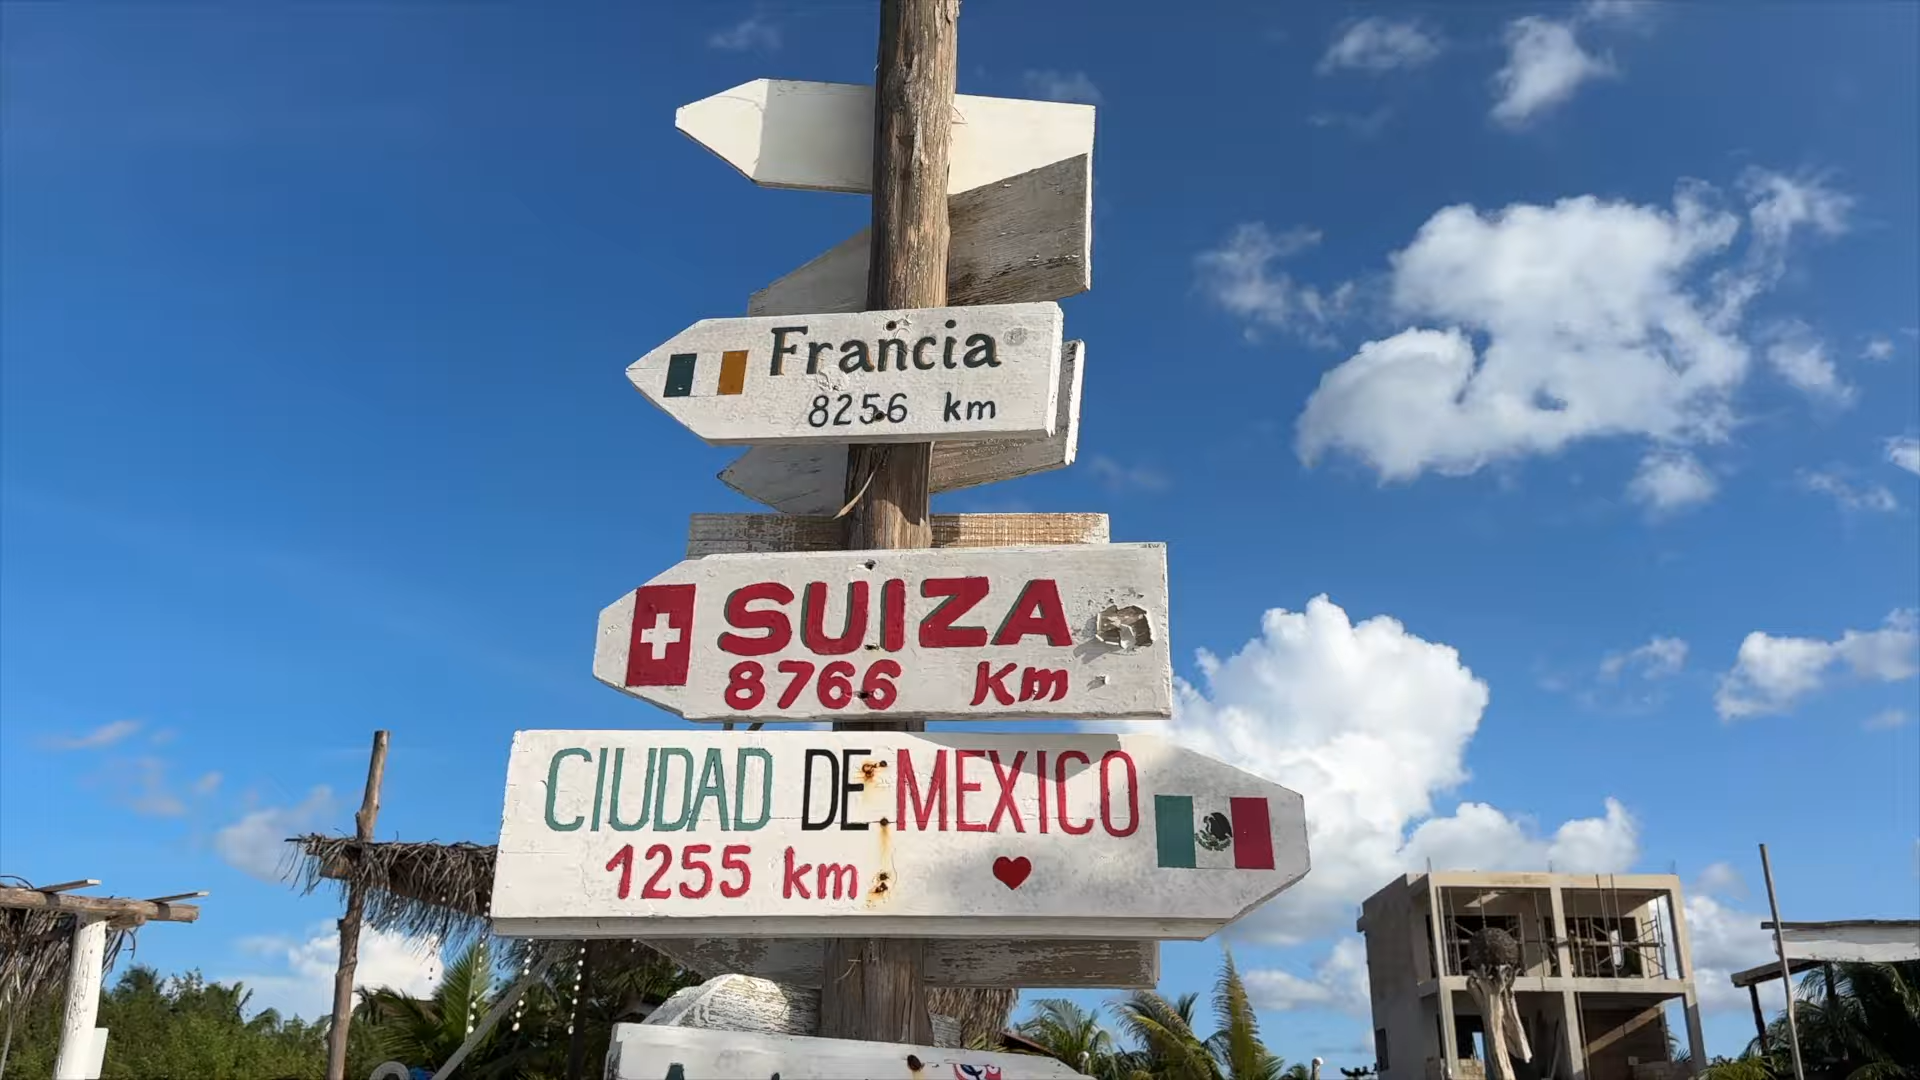 Francia
8256 km
SUIZA
8766 Km
CIUDAD DE MEXICO
1255 km